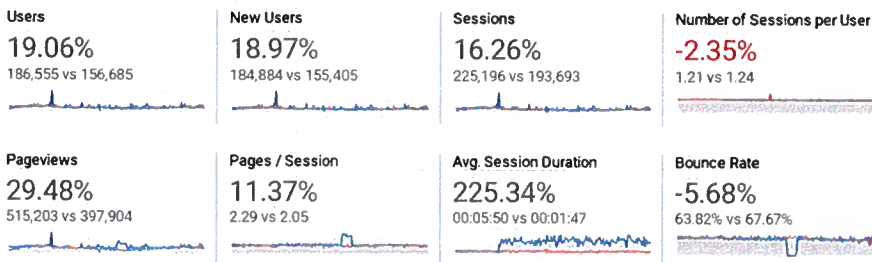 Users
19.06%
186,555 vs 156,685
New Users
18.97%
184,884 vs 155,405
Sessions
16.26%
225,196 vs 193,693
Number of Sessions per User
-2.35%
1.21 vs 1.24
Pageviews
29.48%
515,203 vs 397,904
Pages / Session
11.37%
2.29 vs 2.05
Avg. Session Duration
225.34%
00:05:50 vs 00:01:47
Bounce Rate
-5.68%
63.82% vs 67.67%